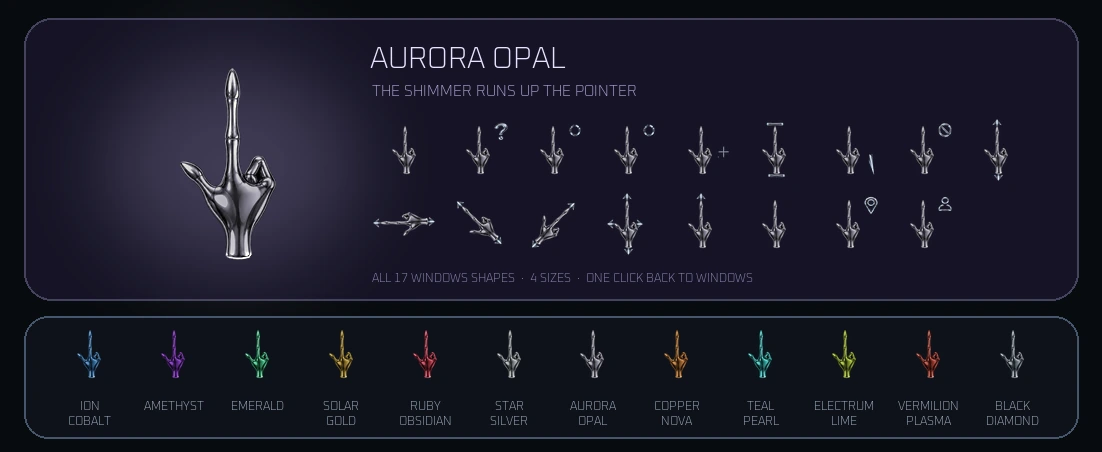 AURORA OPAL
THE SHIMMER RUNS UP THE POINTER
?
ALL 17 WINDOWS SHAPES · 4 SIZES · ONE CLICK BACK TO WINDOWS
ION COBALT
AMETHYST
EMERALD
SOLAR GOLD
RUBY OBSIDIAN
STAR SILVER
AURORA OPAL
COPPER NOVA
TEAL PEARL
ELECTRUM LIME
VERMILION PLASMA
BLACK DIAMOND